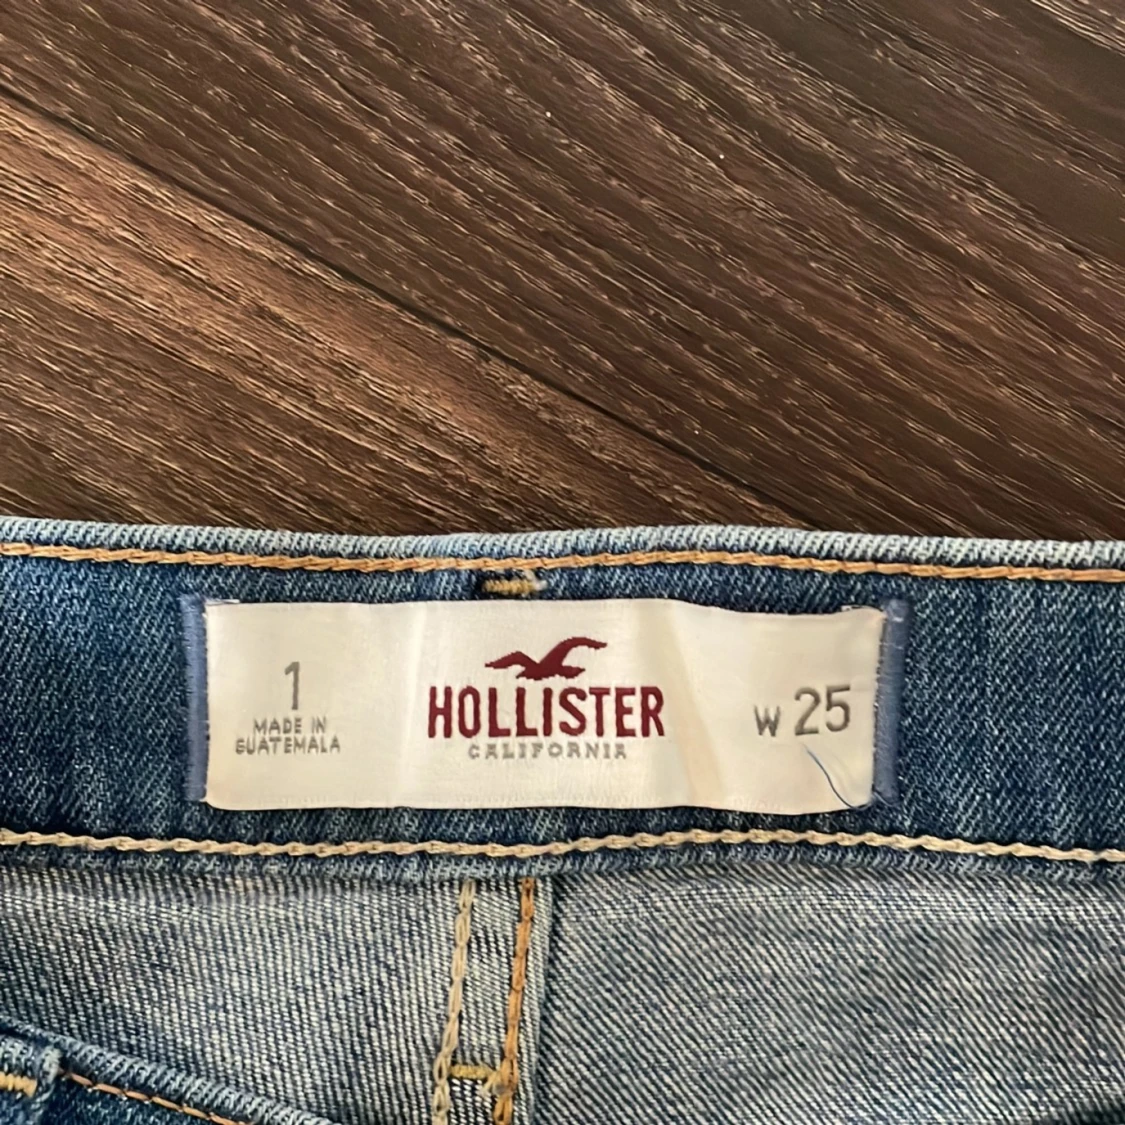 1
MADE IN
GUATEMALA
HOLLISTER
CALIFORNIA
W 25